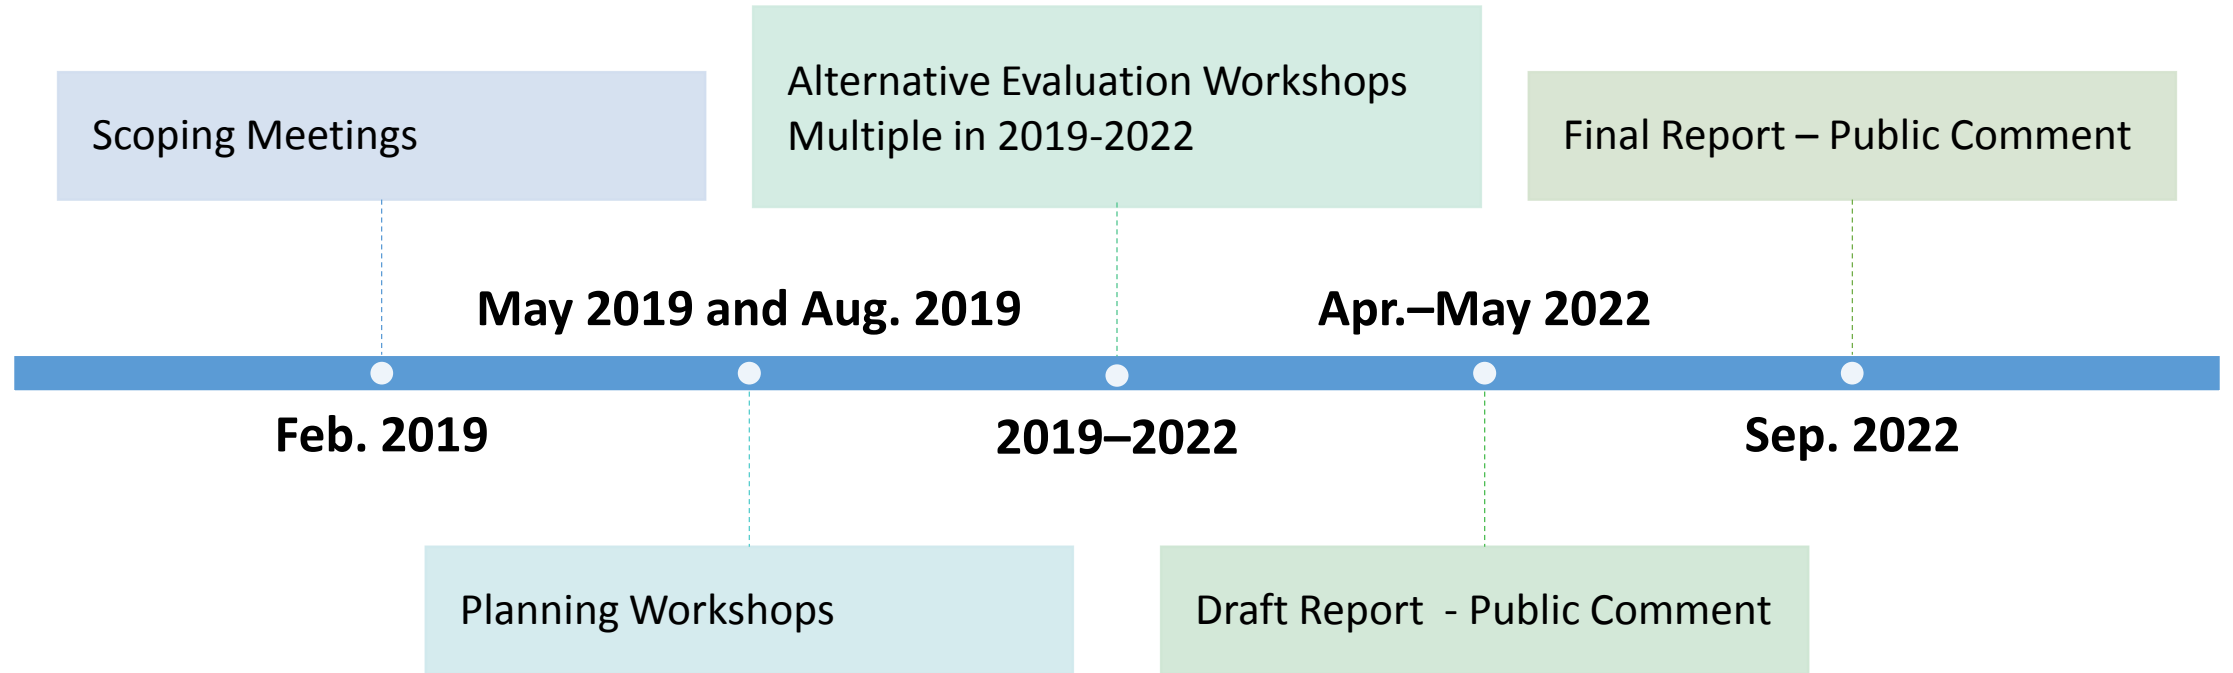 Scoping Meetings
Alternative Evaluation Workshops
Multiple in 2019-2022
Final Report – Public Comment
May 2019 and Aug. 2019
Apr.–May 2022
Feb. 2019
2019–2022
Sep. 2022
Planning Workshops
Draft Report  - Public Comment